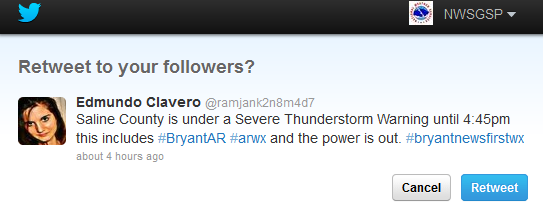 NWSGSP
Retweet to your followers?
Edmundo Clavero @ramjank2n8m4d7
Saline County is under a Severe Thunderstorm Warning until 4:45pm
this includes #BryantAR #arwx and the power is out. #bryantnewsfirstwx
about 4 hours ago
Cancel Retweet